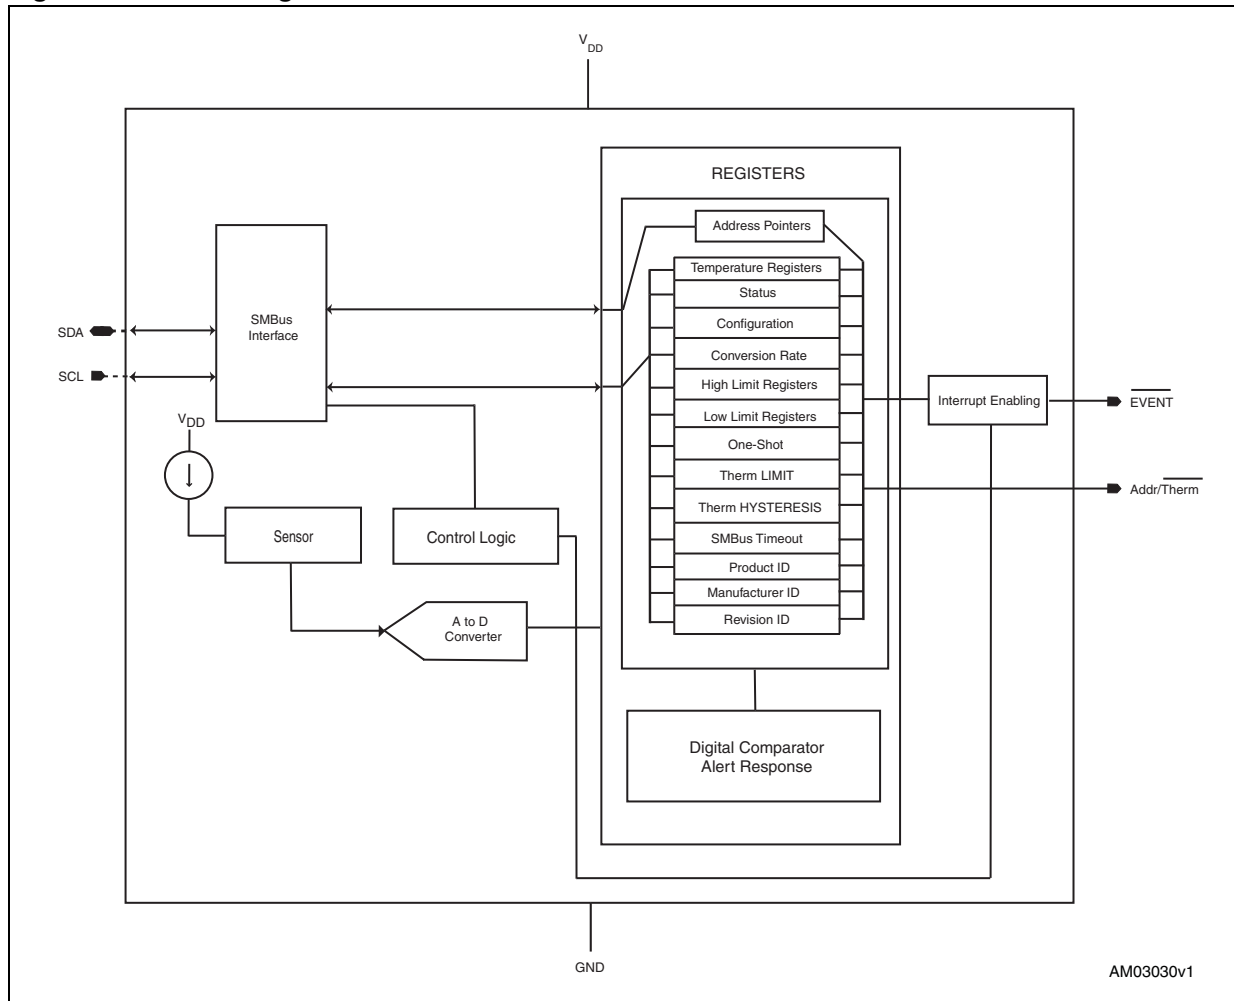 V DD
REGISTERS
Address Pointers
Temperature Registers
Status
Configuration
Conversion Rate
High Limit Registers
Low Limit Registers
One-Shot
Therm LIMIT
Therm HYSTERESIS
SMBus Timeout
Product ID
Manufacturer ID
Revision ID
Digital Comparator
Alert Response
SMBus
Interface
SDA
SCL
VDD
Sensor
Control Logic
A to D
Converter
Interrupt Enabling
EVENT
Addr/Therm
GND
AM03030v1